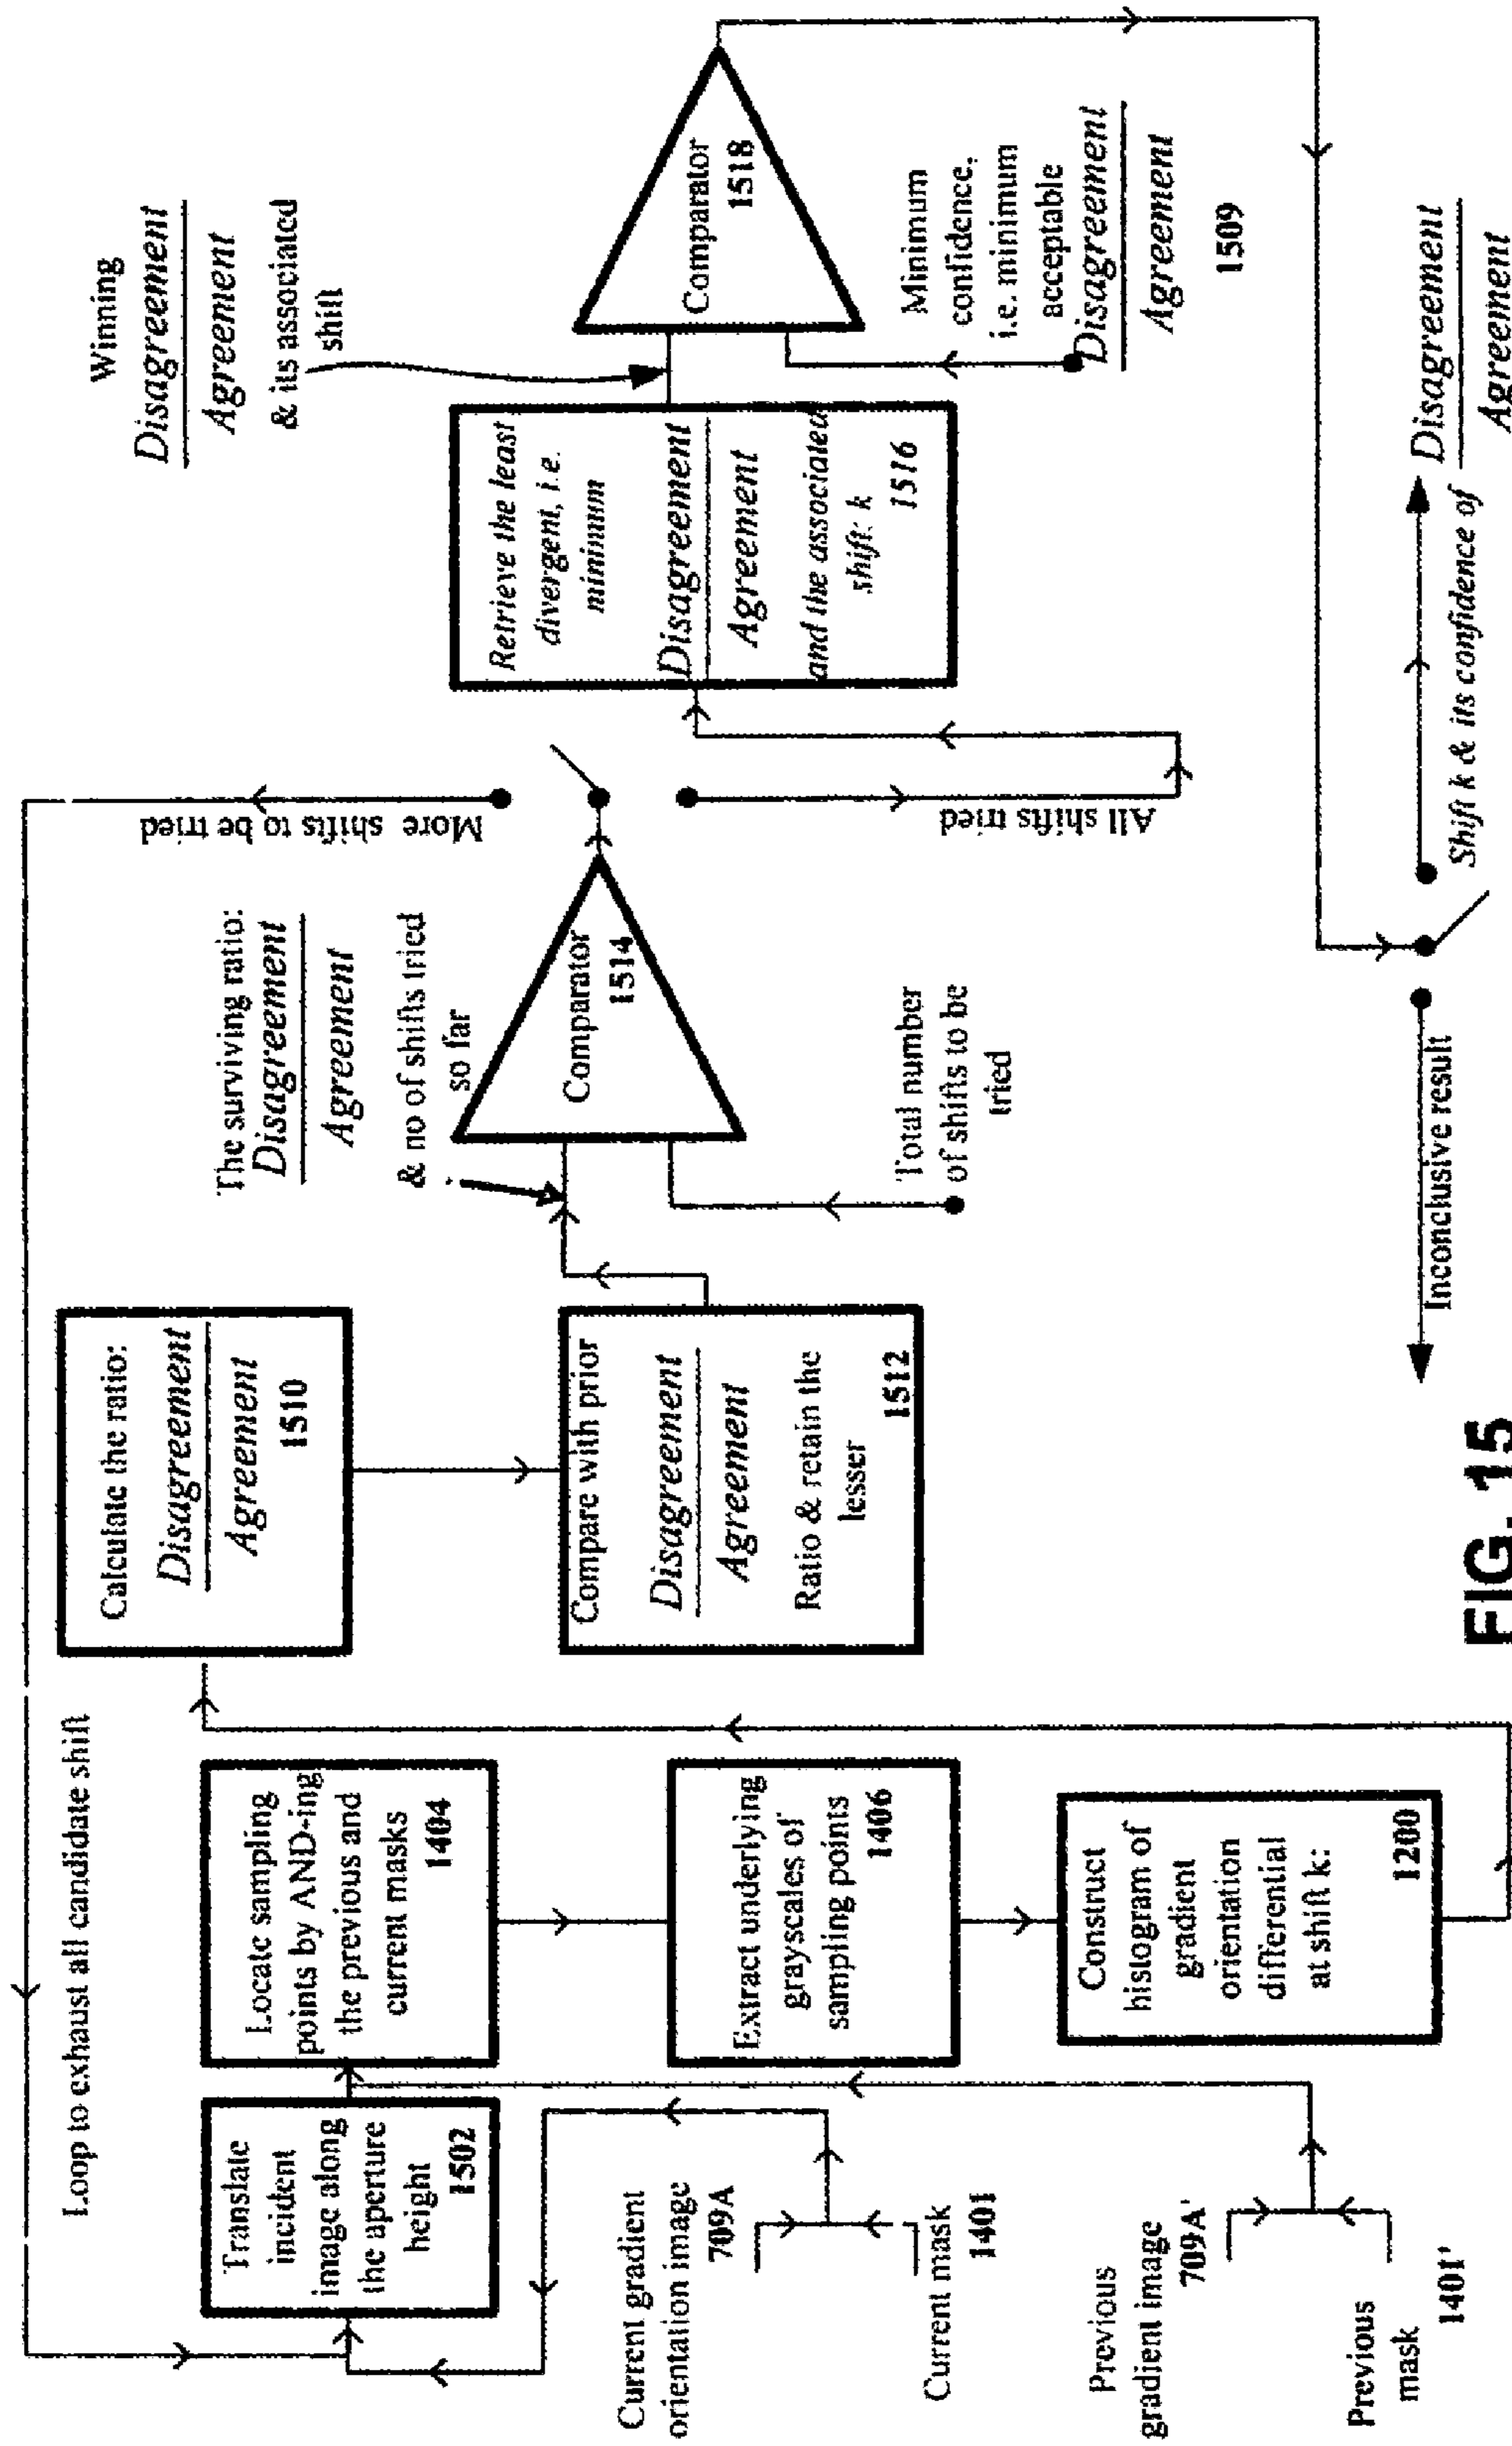 Loop to exhaust all candidate shift
Translate
incident
image along
the aperture
height
1502
Locate sampling
points by AND-ing
the previous and
current masks
1404
Extract underlying
grayscales of
sampling points
1406
Construct
histogram of
gradient
orientation
differential
at shift k:
1200
Current gradient
orientation image
709A
Current mask
1401
Previous
gradient image
709A'
Previous
mask
1401'
Calculate the ratio:
Disagreement
Agreement
1510
Compare with prior
Disagreement
Agreement
Ratio & retain the
lesser
1512
The surviving ratio:
Disagreement
Agreement
& no of shifts tried
so far
Comparator
1514
Total number
of shifts to be
tried
More shifts to be tried
All shifts tried
Retrieve the least
divergent, i.e.
minimum
Disagreement
Agreement
and the associated
shift: k
1516
Winning
Disagreement
Agreement
& its associated
shift
Comparator
1518
Minimum
confidence,
i.e. minimum
acceptable
Disagreement
Agreement
1509
Inconclusive result
Shift k & its confidence of
Disagreement
Agreement
FIG. 15